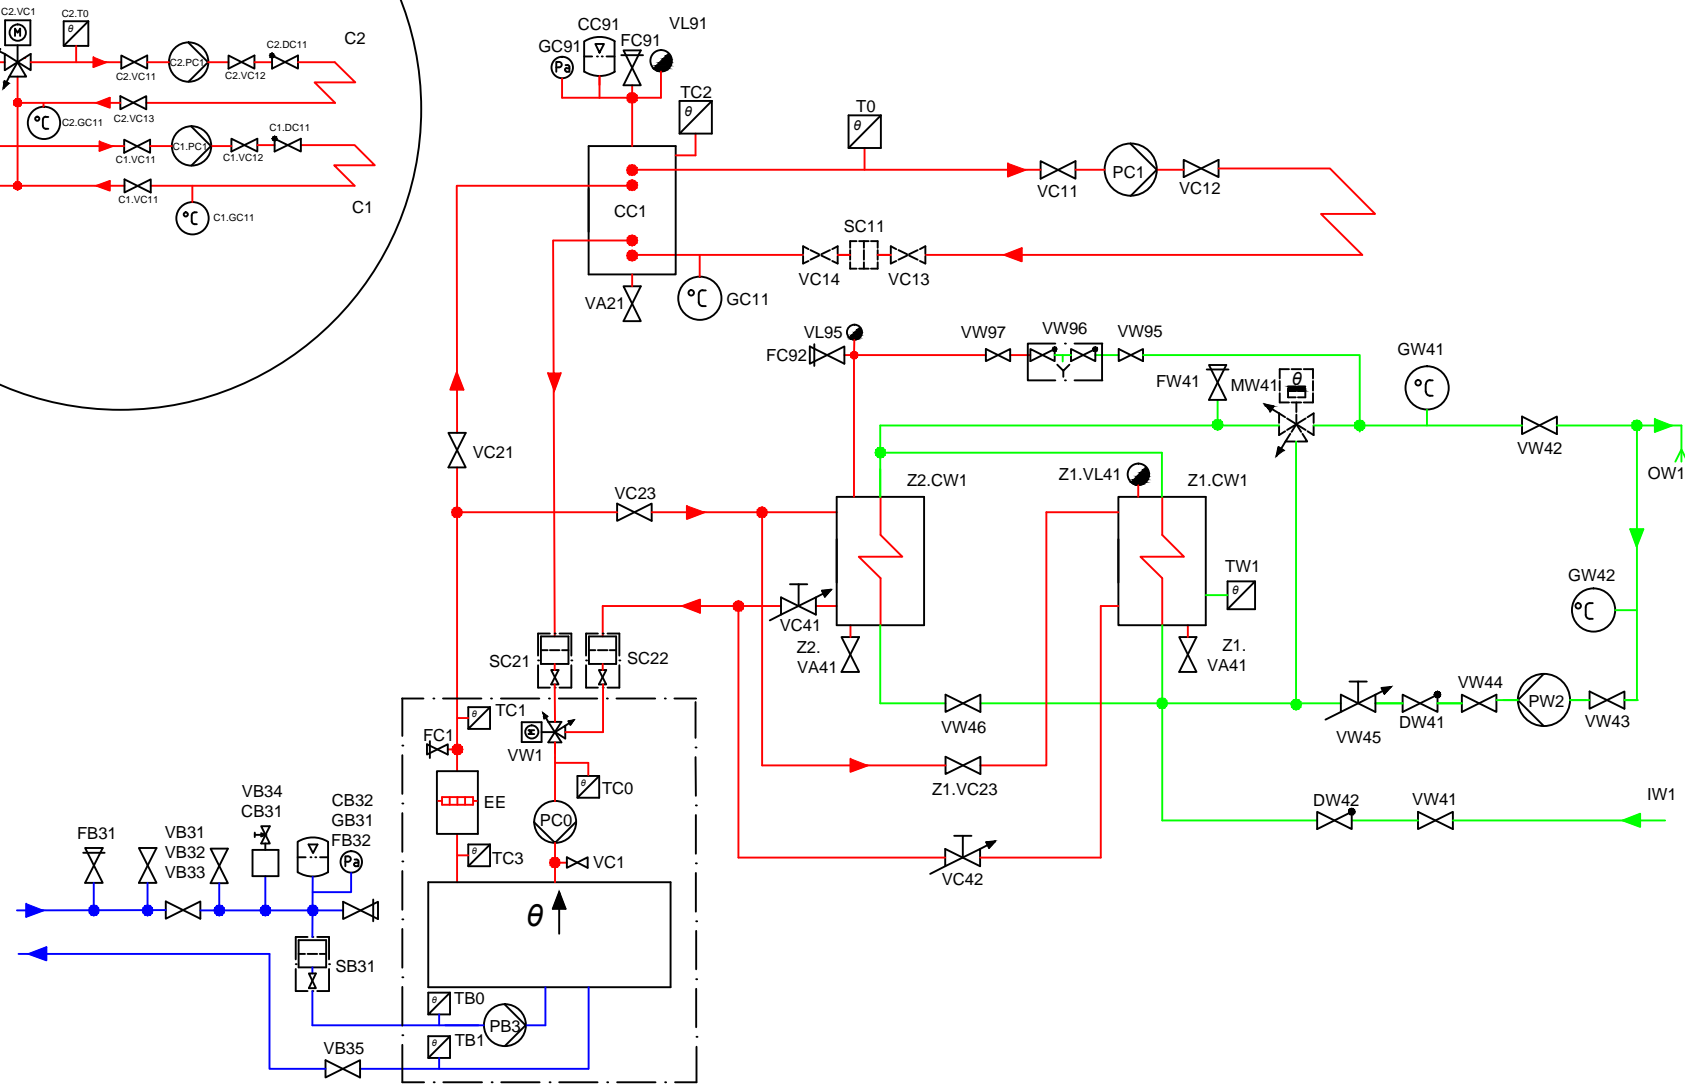 C2.VC1
M
C2.T0
θ
C2.VC11
C2.PC1
C2.VC12
C2.DC11
C2
°C
C2.GC11
C2.VC13
C1.VC11
C1.PC1
C1.VC12
C1.DC11
C1.VC11
°C
C1.GC11
C1
CC91
VL91
GC91
FC91
Pa
TC2
θ
T0
θ
CC1
VC11
PC1
VC12
SC11
VC14
VC13
VA21
°C
GC11
VL95
FC92
VW97
VW96
VW95
GW41
°C
FW41
MW41
θ
VW42
OW1
VC21
VC23
Z2.CW1
Z1.VL41
Z1.CW1
TW1
θ
GW42
°C
VC41
Z2.
VA41
Z1.
VA41
SC21
SC22
VW46
VW45
DW41
VW44
PW2
VW43
TC1
θ
FC1
VW1
TC0
θ
EE
PC0
TC3
θ
VC1
Z1.VC23
VC42
DW42
VW41
IW1
FB31
VB31
VB32
VB33
VB34
CB31
CB32
GB31
FB32
Pa
θ
SB31
TB0
θ
PB3
TB1
θ
VB35